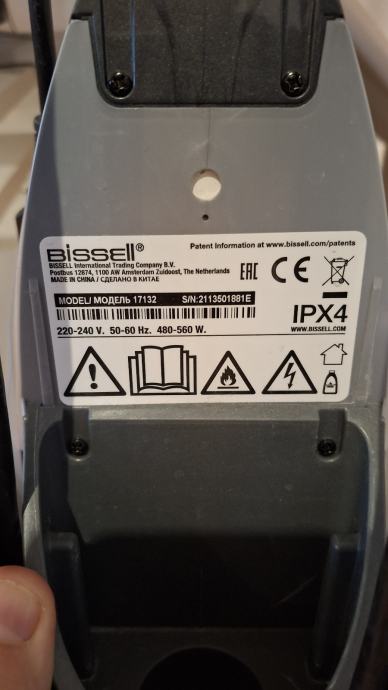 BISSELL®
Patent Information at www.bissell.com/patents
BISSELL International Trading Company B.V.
Postbus 12874, 1100 AW Amsterdam Zuidoost, The Netherlands
MADE IN CHINA / СДЕЛАНО В КИТАЕ
EAC CE
MODEL/ МОДЕЛЬ 17132 S/N:2113501881E
IPX4
WWW.BISSELL.COM
220-240 V. 50-60 Hz. 480-560 W.